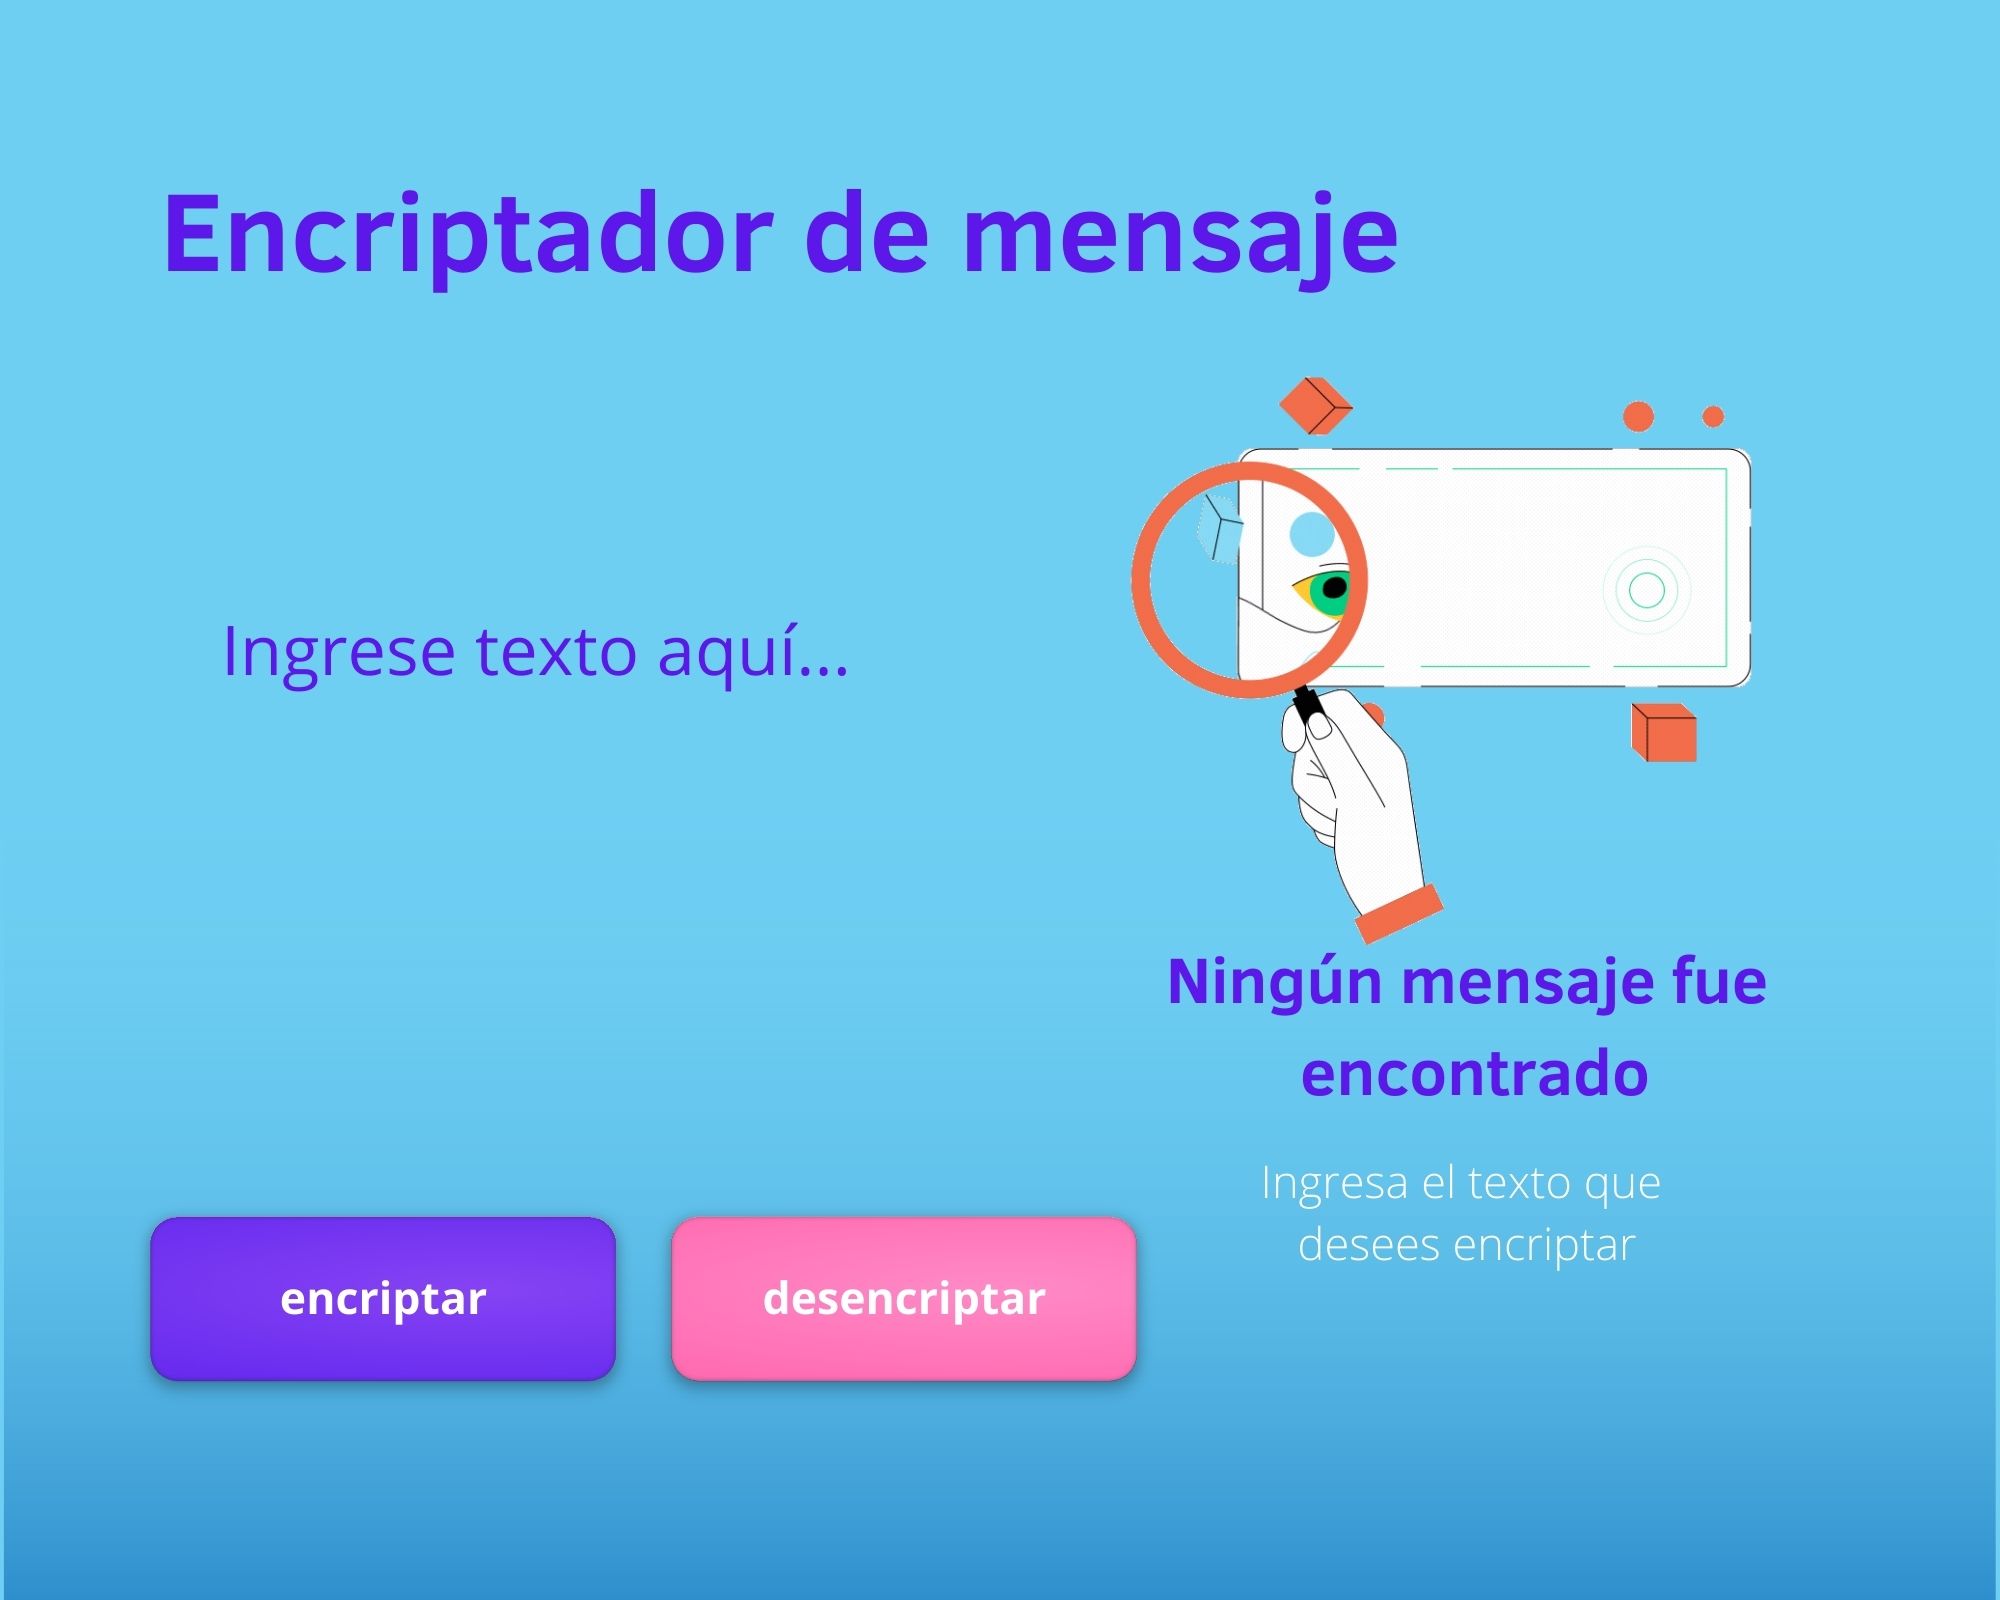 Encriptador de mensaje
Ingrese texto aquí...
Ningún mensaje fue
encontrado
Ingresa el texto que
desees encriptar
encriptar
desencriptar